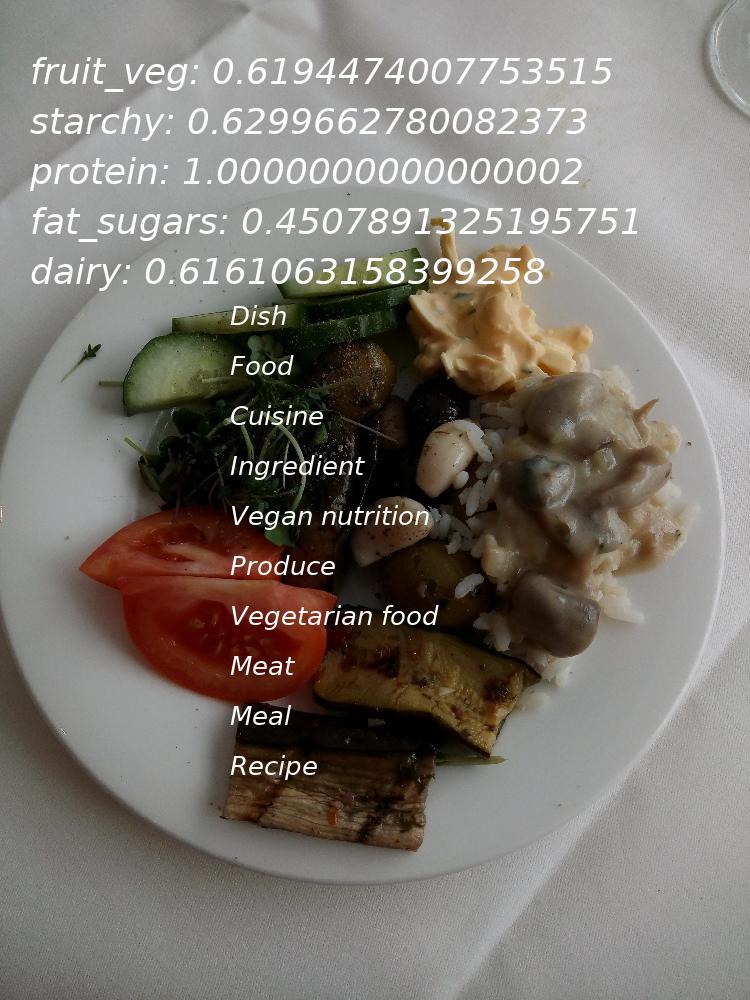 fruit_veg: 0.6194474007753515
starchy: 0.6299662780082373
protein: 1.0000000000000002
fat_sugars: 0.4507891325195751
dairy: 0.6161063158399258
Dish
Food
Cuisine
Ingredient
Vegan nutrition
Produce
Vegetarian food
Meat
Meal
Recipe